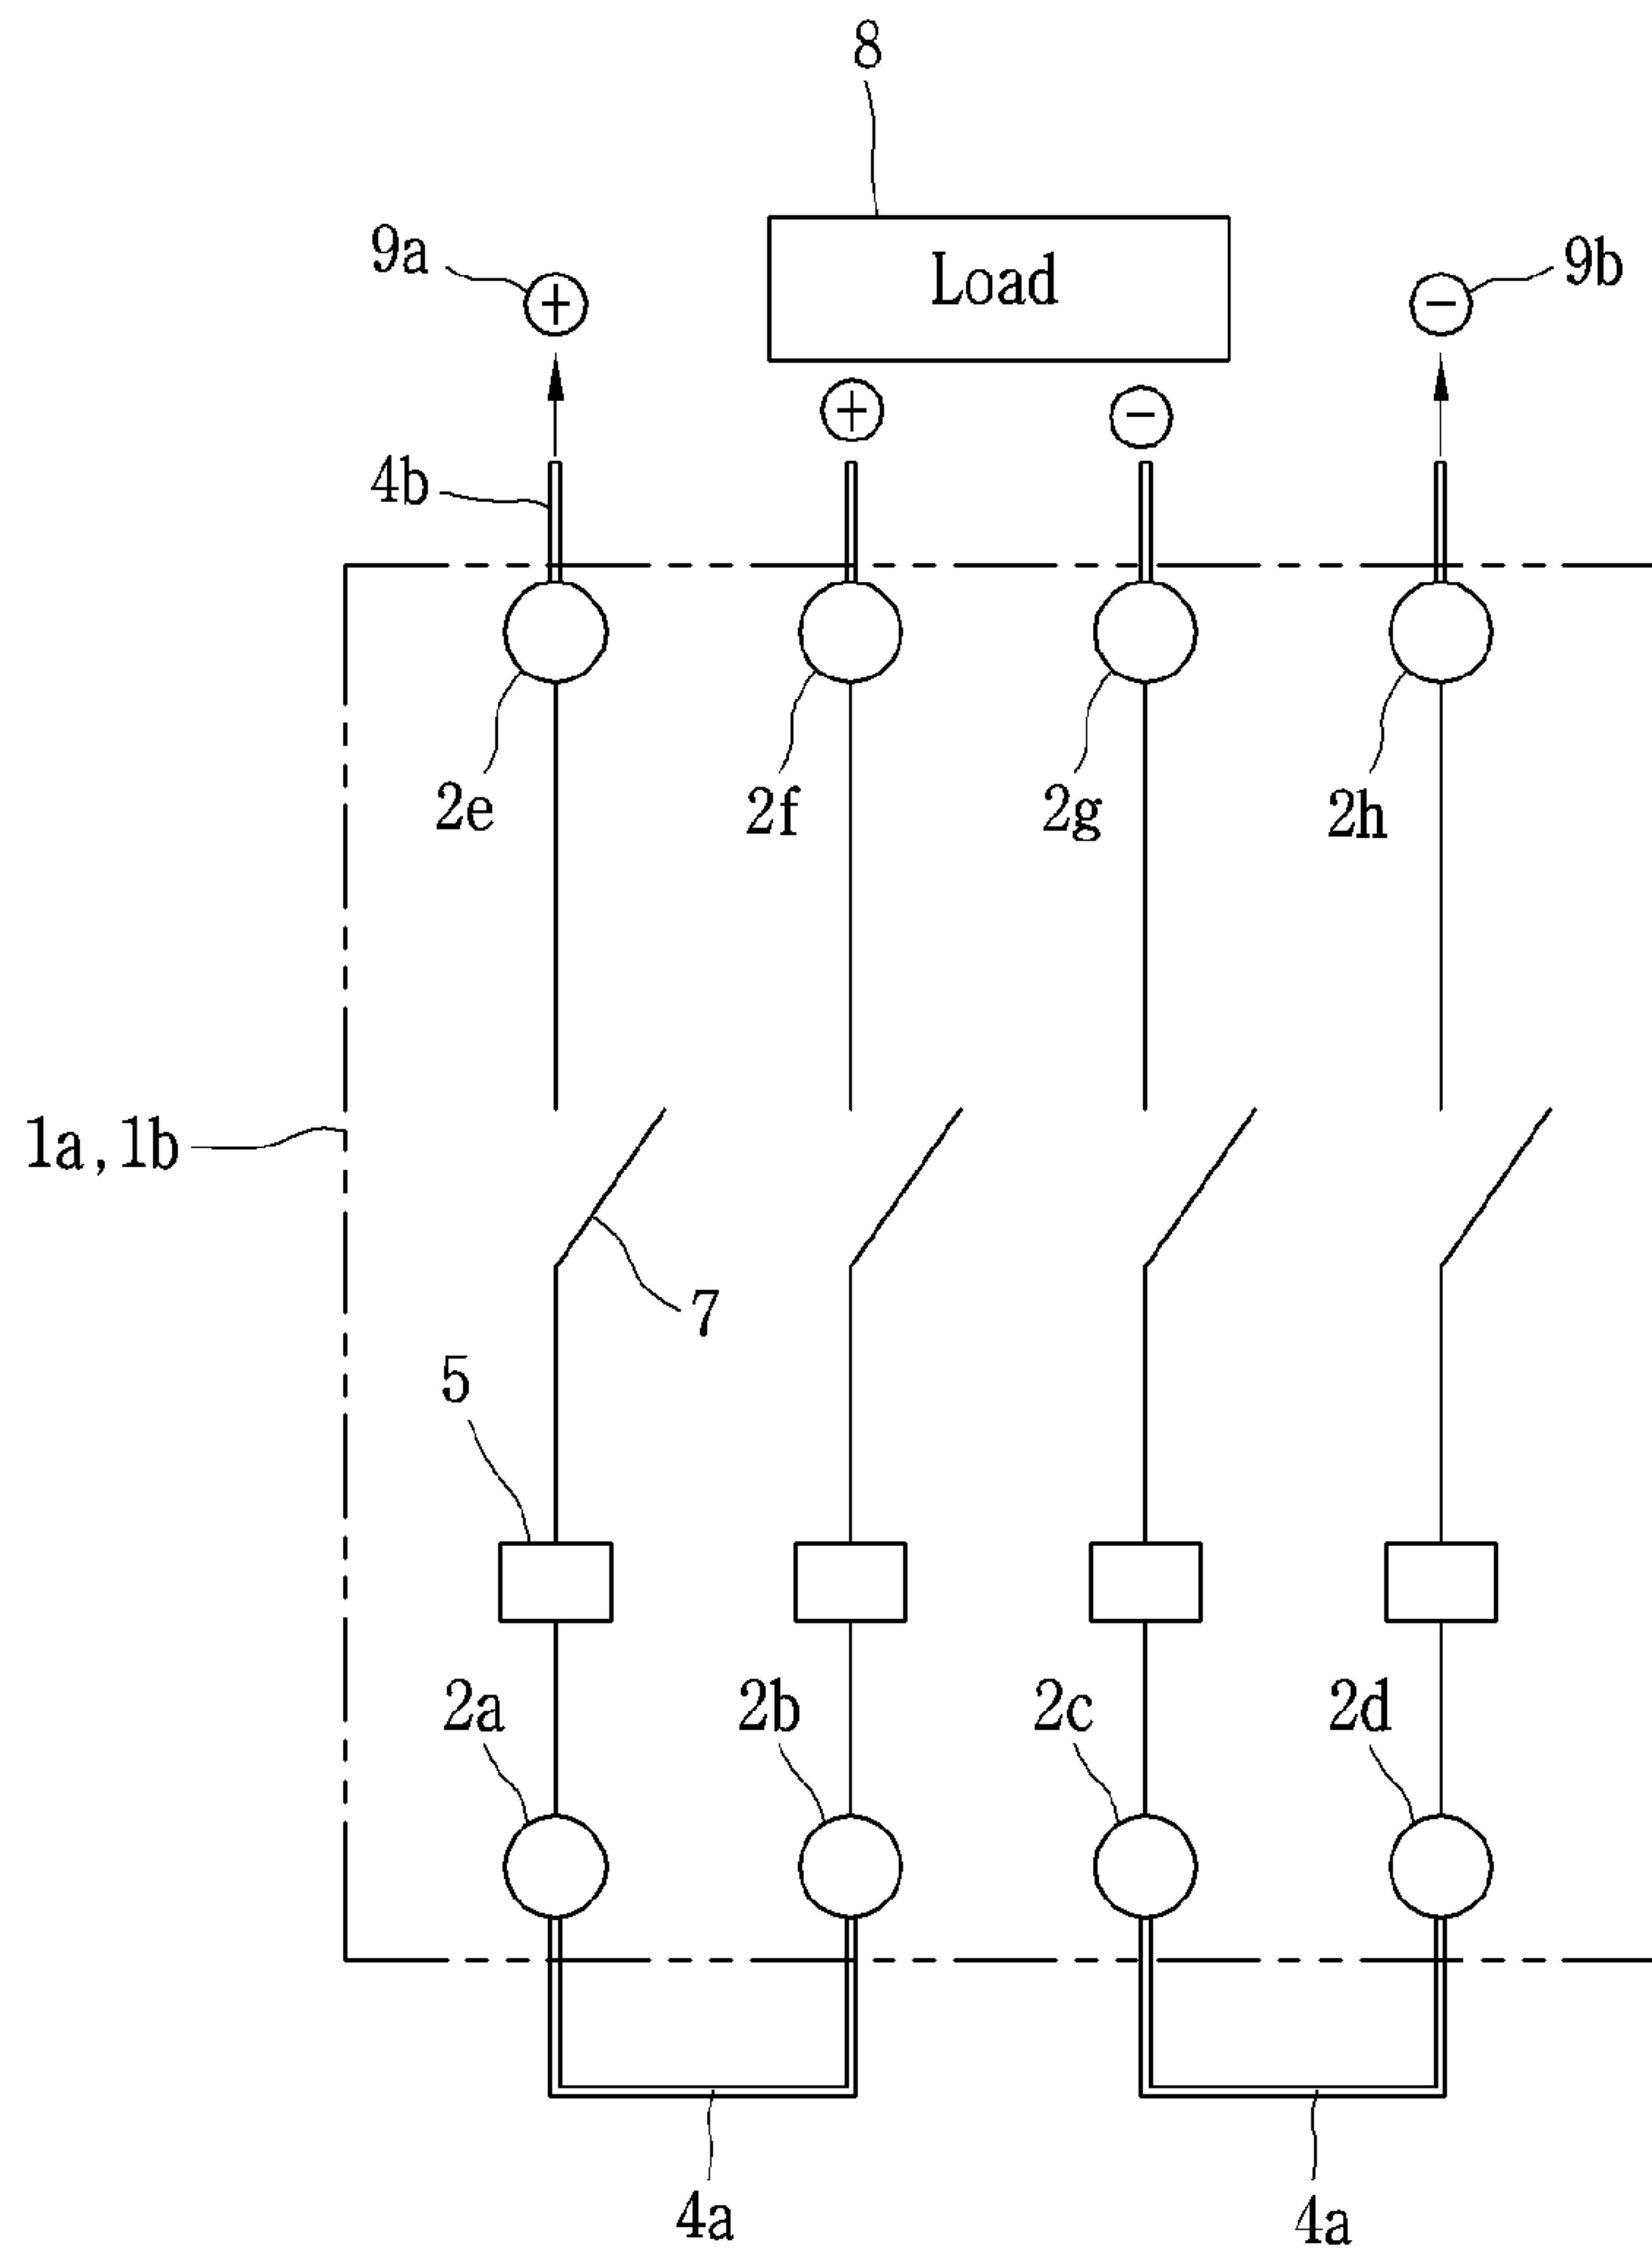 8
9a + Load - 9b
+ -
4b
2e 2f 2g 2h
1a, 1b
7
5
2a 2b 2c 2d
4a 4a